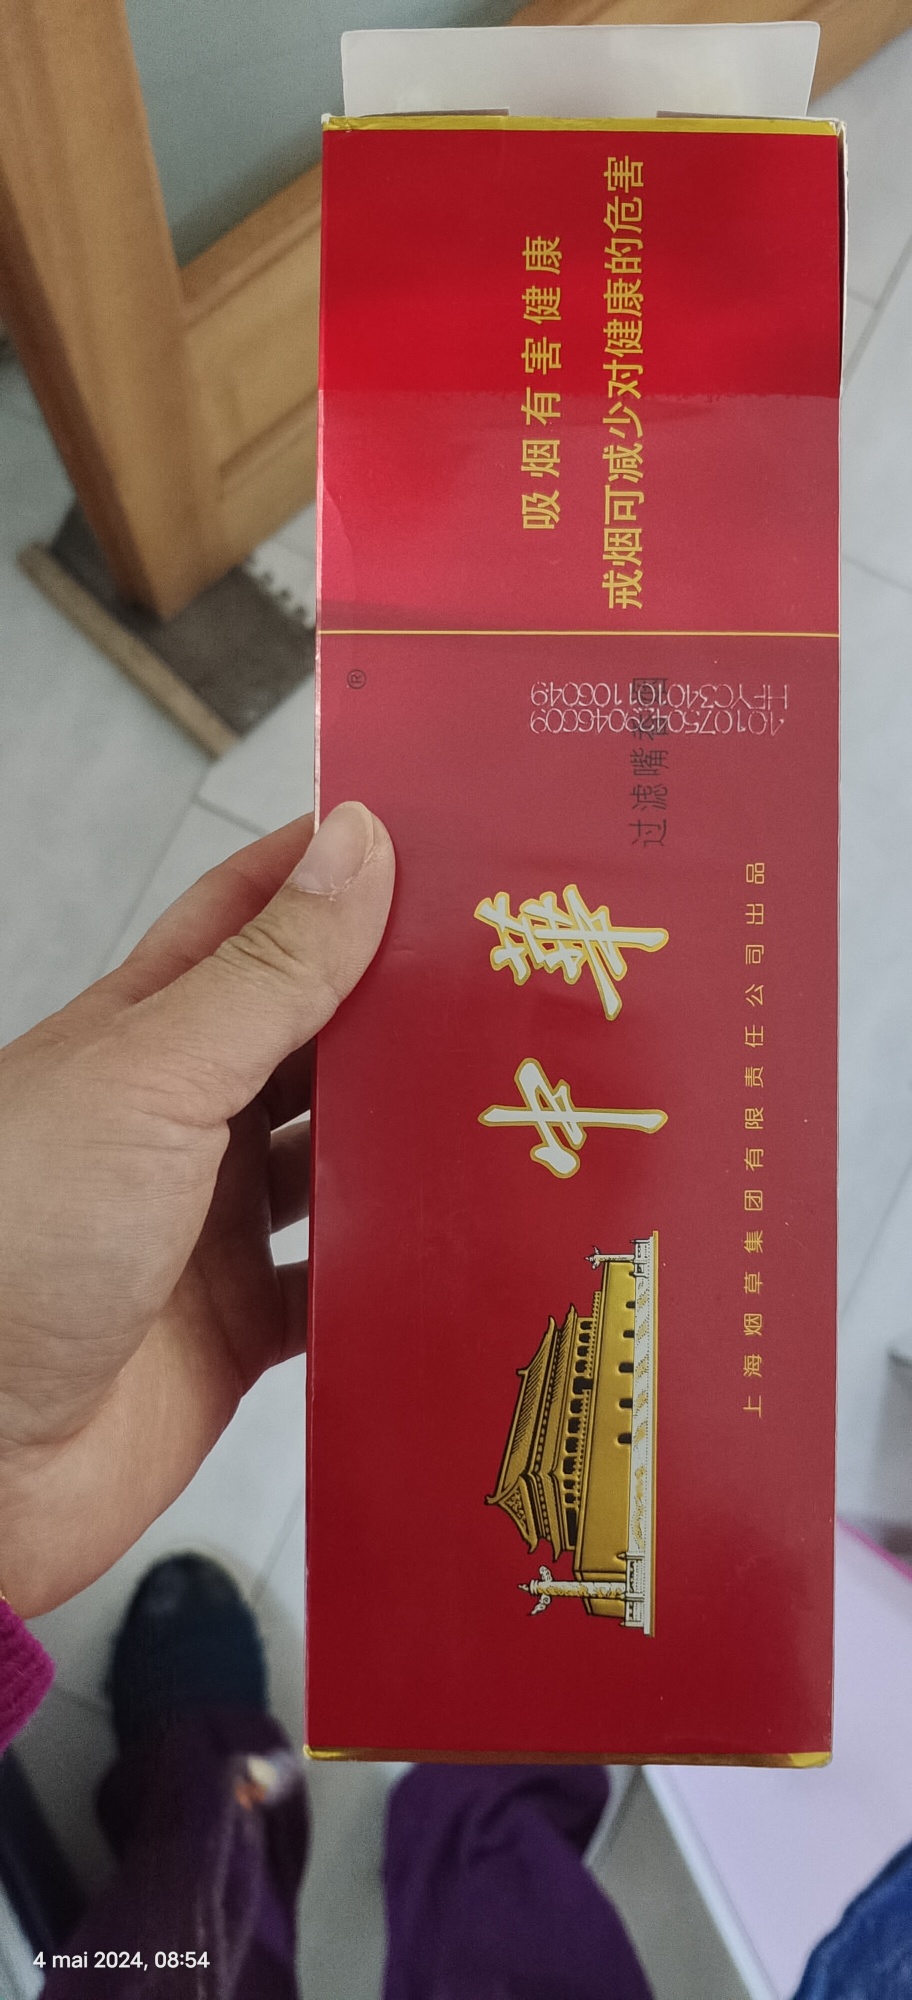 中華
®
过滤嘴卷烟
上海烟草集团有限责任公司出品
吸烟有害健康
戒烟可减少对健康的危害
HFYC340101106049
4 mai 2024, 08:54